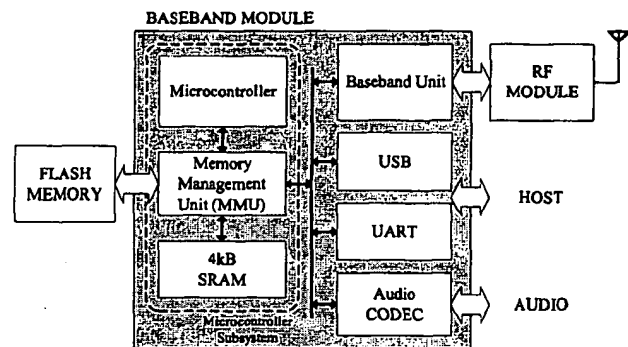 BASEBAND MODULE
Microcontroller
Baseband Unit
RF
MODULE
FLASH
MEMORY
Memory
Management
Unit (MMU)
USB
HOST
UART
4kB
SRAM
Audio
CODEC
AUDIO
Microcontroller
Subsystem